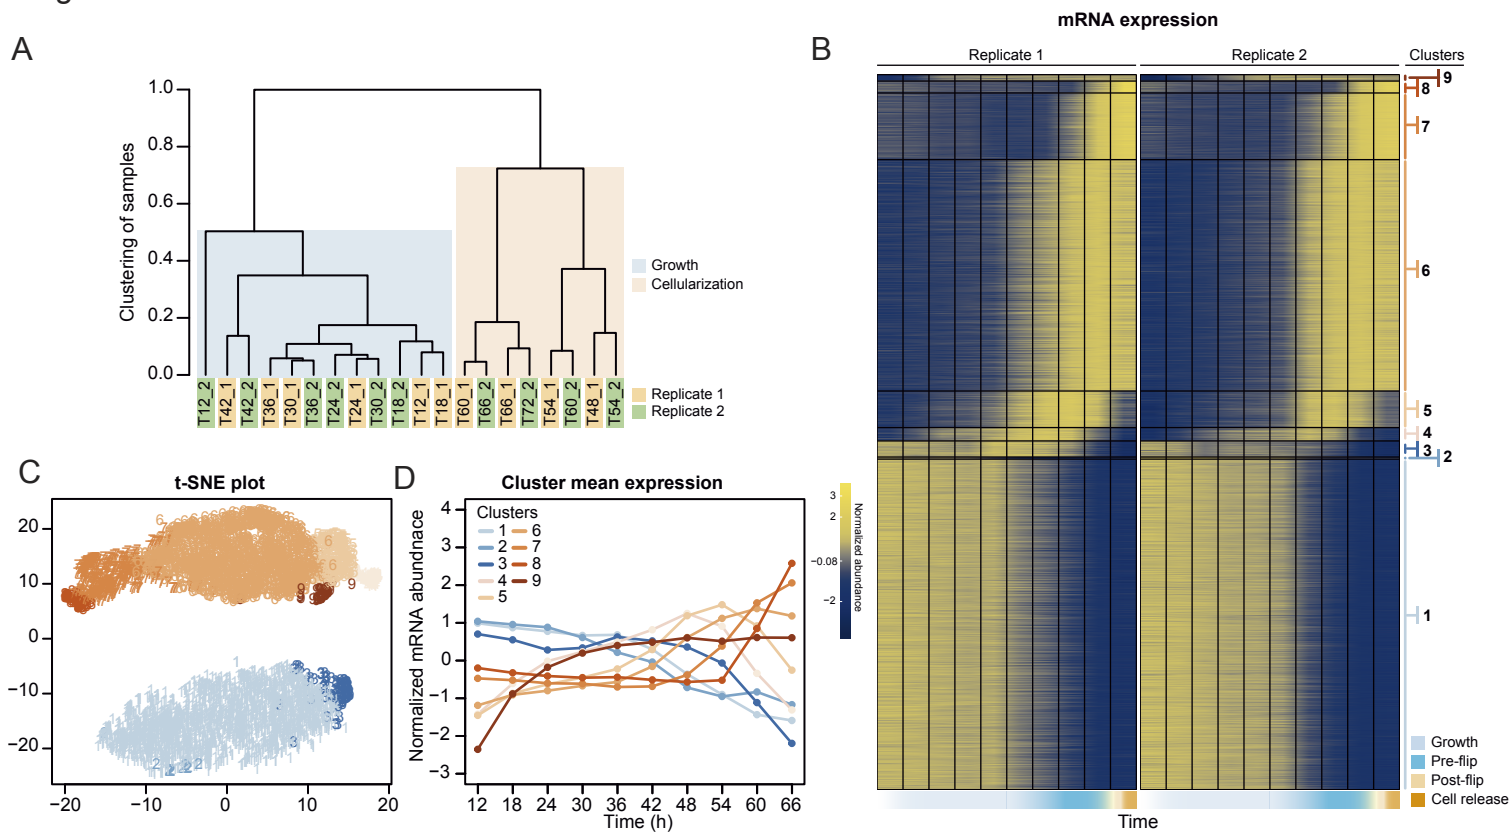 A
1.0
0.8
0.6
0.4
0.2
0.0
Clustering of samples
T12_2
T42_1
T42_2
T36_1
T30_1
T36_2
T24_2
T24_1
T30_2
T18_2
T12_1
T18_1
T60_1
T66_2
T66_1
T72_2
T54_1
T60_2
T48_1
T54_2
Growth
Cellularization
Replicate 1
Replicate 2
B
mRNA expression
Replicate 1
Replicate 2
Clusters
9
8
7
6
5
4
3
2
1
3
2
−0.08
−2
Normalized abundance
Growth
Pre-flip
Post-flip
Cell release
Time
C
t-SNE plot
20
10
0
−10
−20
−20
−10
0
10
20
D
Cluster mean expression
Normalized mRNA abundnace
4
3
2
1
0
−1
−2
−3
Clusters
1
2
3
4
5
6
7
8
9
12 18 24 30 36 42 48 54 60 66
Time (h)